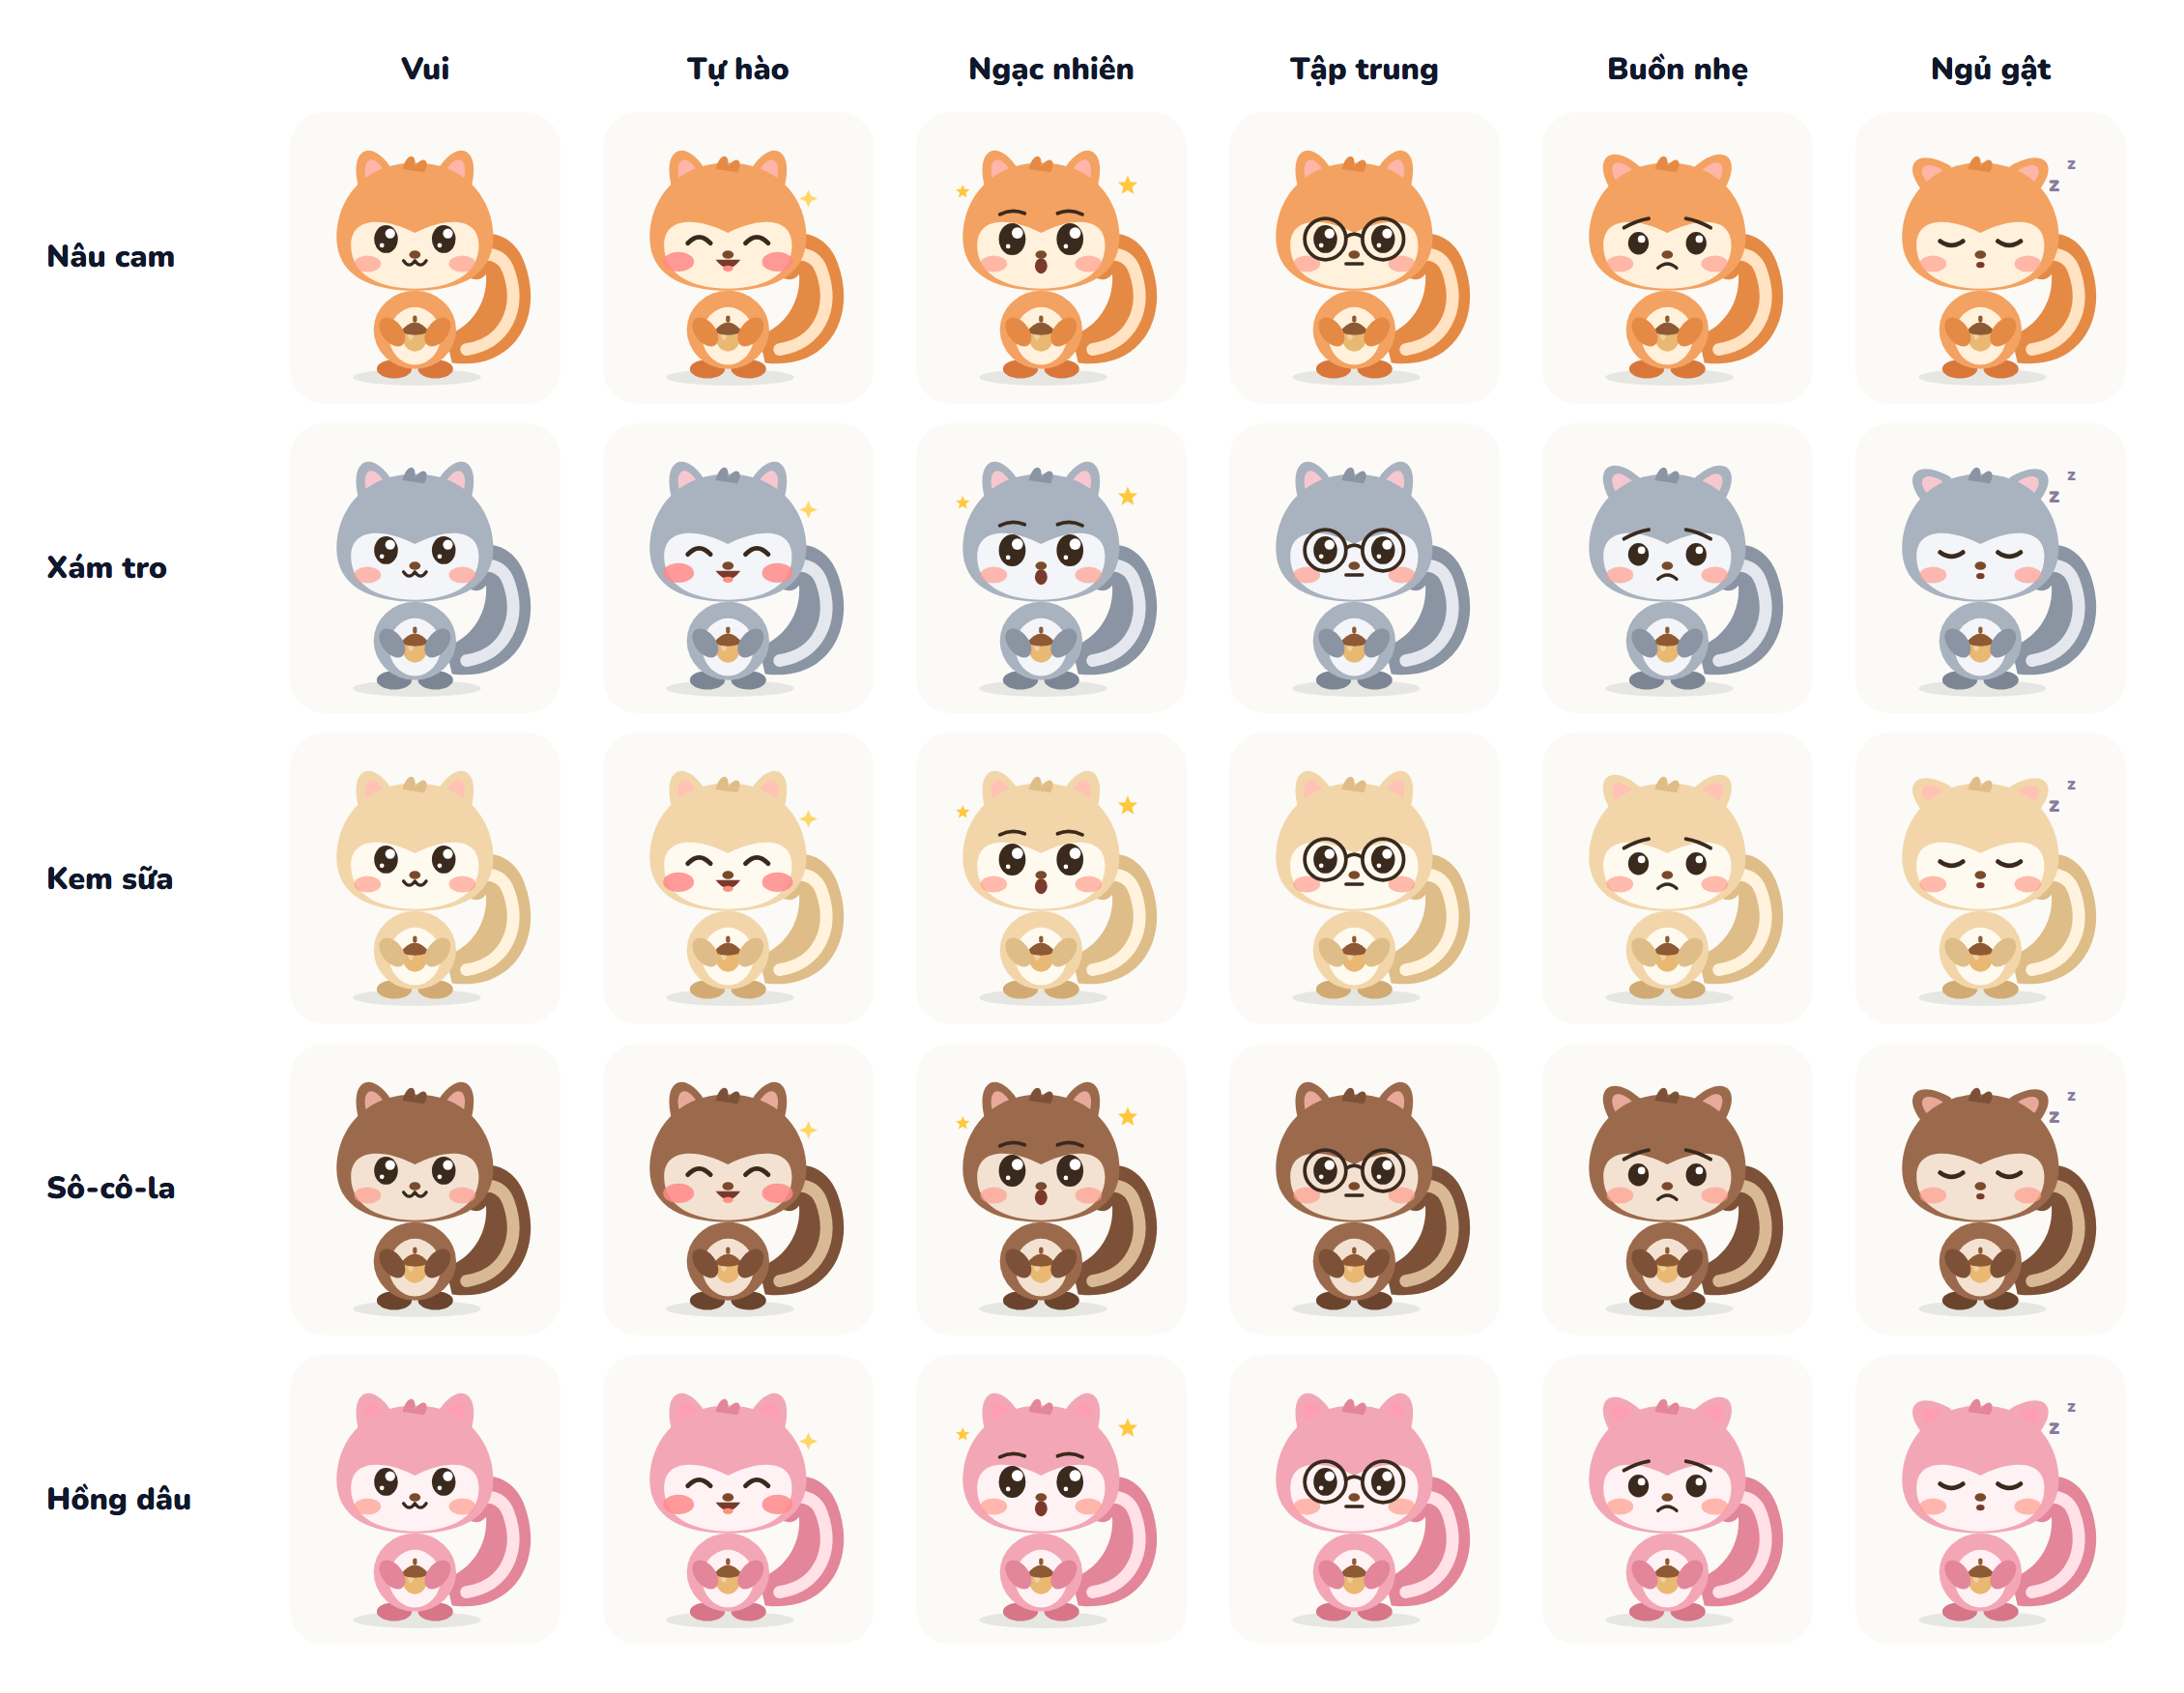 Vui Tự hào Ngạc nhiên Tập trung Buồn nhẹ Ngủ gật
z
z
Nâu cam
z
z
Xám tro
z
z
Kem sữa
z
z
Sô-cô-la
z
z
Hồng dâu